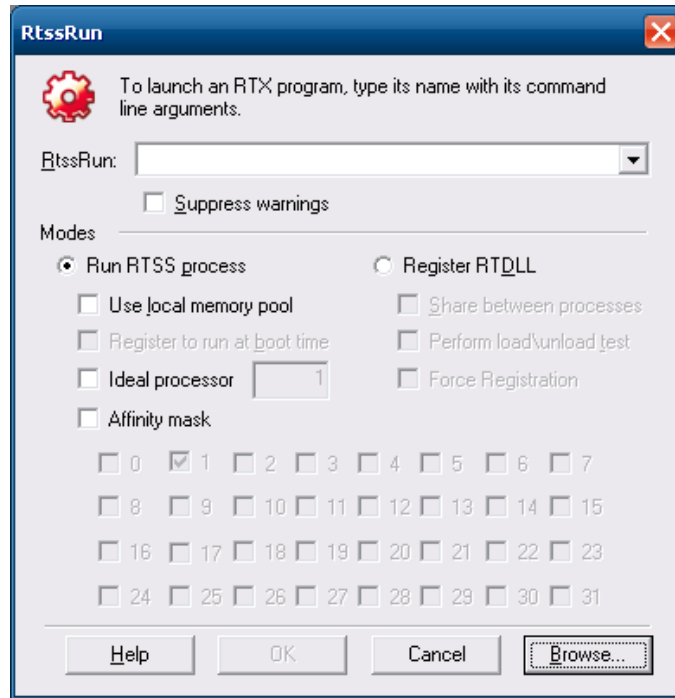 RtssRun
To launch an RTX program, type its name with its command
line arguments.
RtssRun:
Suppress warnings
Modes
Run RTSS process
Register RTDLL
Use local memory pool
Share between processes
Register to run at boot time
Perform load\unload test
Ideal processor 1
Force Registration
Affinity mask
0 1 2 3 4 5 6 7
8 9 10 11 12 13 14 15
16 17 18 19 20 21 22 23
24 25 26 27 28 29 30 31
Help OK Cancel Browse...